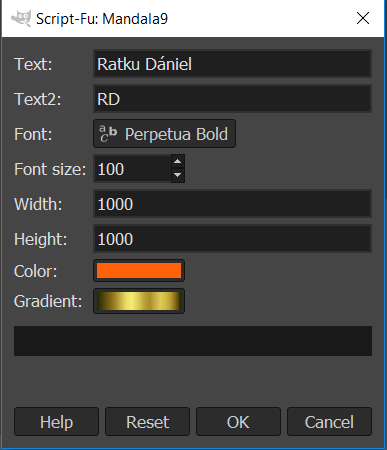 Script-Fu: Mandala9
Text: Ratku Dániel
Text2: RD
Font: Perpetua Bold
Font size: 100
Width: 1000
Height: 1000
Color:
Gradient:
Help Reset OK Cancel